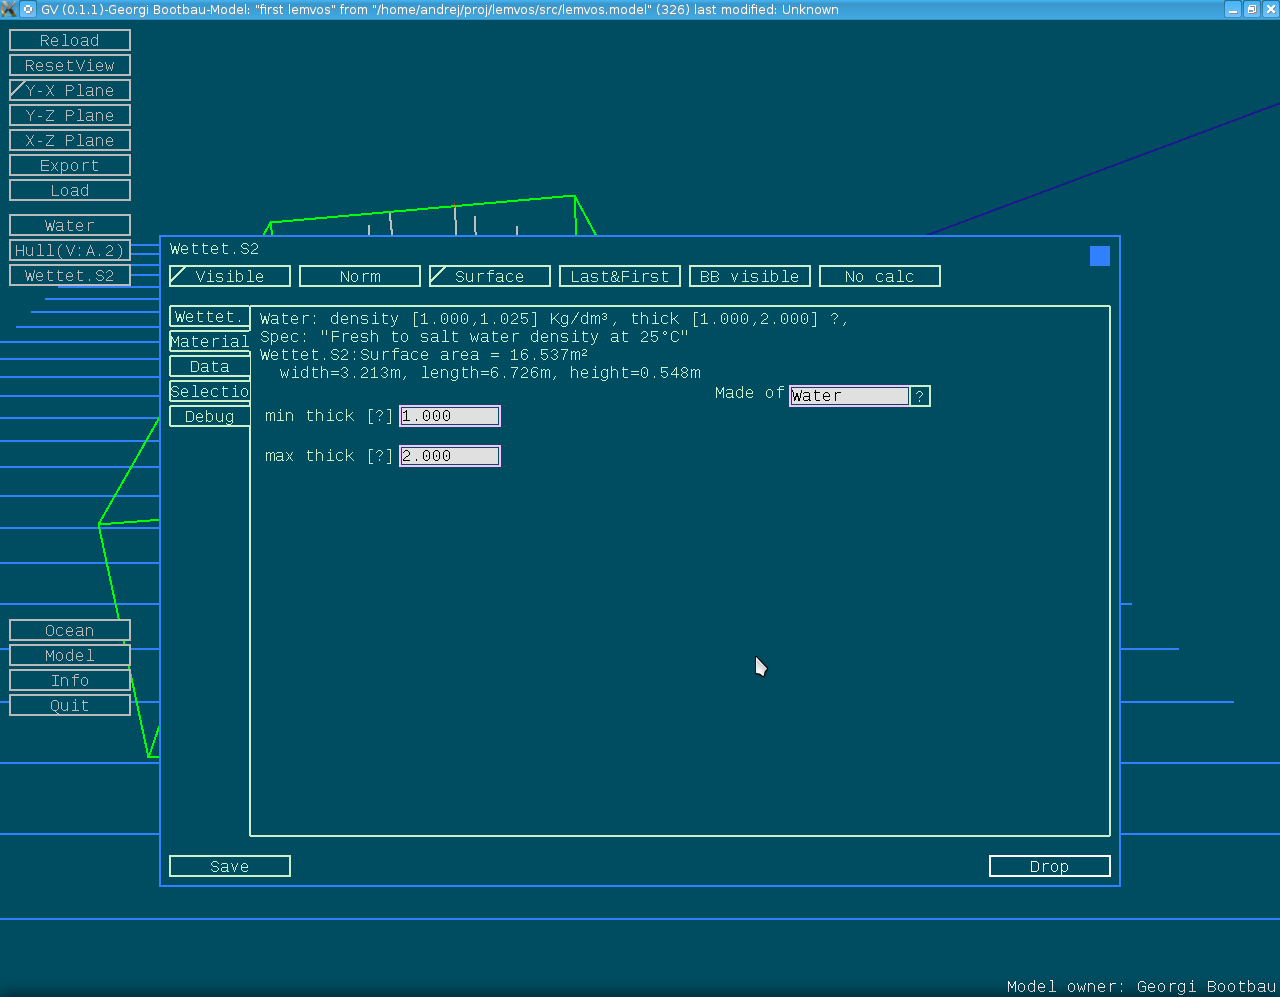 GV (0.1.1)-Georgi Bootbau-Model: "first lemvos" from "/home/andrej/proj/lemvos/src/lemvos.model" (326) last modified: Unknown
Reload
ResetView
Y-X Plane
Y-Z Plane
X-Z Plane
Export
Load
Water
Hull(V:A.2)
Wettet.S2
Wettet.S2
Visible Norm Surface Last&First BB visible No calc
Wettet.
Material
Data
Selectio
Debug
Water: density [1.000,1.025] Kg/dm³, thick [1.000,2.000] ?,
Spec: "Fresh to salt water density at 25°C"
Wettet.S2:Surface area = 16.537m²
width=3.213m, length=6.726m, height=0.548m
Made of Water ?
min thick [?] 1.000
max thick [?] 2.000
Ocean
Model
Info
Quit
Save Drop
Model owner: Georgi Bootbau